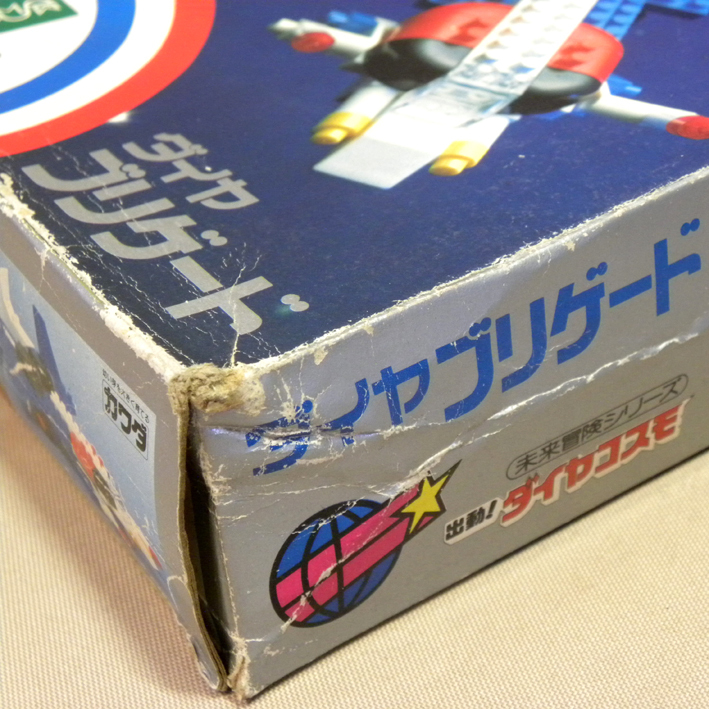 ダイヤ
ブリゲード
ダイヤブリゲード
未来冒険シリーズ
出動！ダイヤコスモ
カワダ